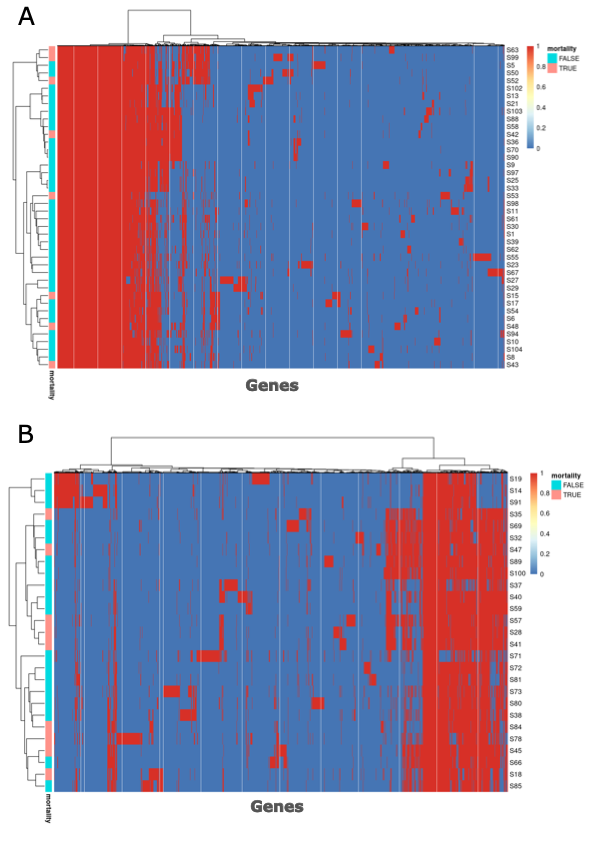 A
mortality
FALSE
TRUE
1
0.8
0.6
0.4
0.2
0
S63
S99
S5
S50
S52
S102
S13
S21
S103
S88
S58
S42
S36
S70
S90
S9
S97
S25
S33
S53
S98
S11
S61
S30
S1
S39
S62
S55
S23
S67
S27
S29
S15
S17
S54
S6
S48
S94
S10
S104
S8
S43
mortality
Genes
B
mortality
FALSE
TRUE
1
0.8
0.6
0.4
0.2
0
S19
S14
S91
S35
S69
S32
S47
S89
S100
S37
S40
S59
S57
S28
S41
S71
S72
S81
S73
S80
S38
S84
S78
S45
S66
S18
S85
mortality
Genes